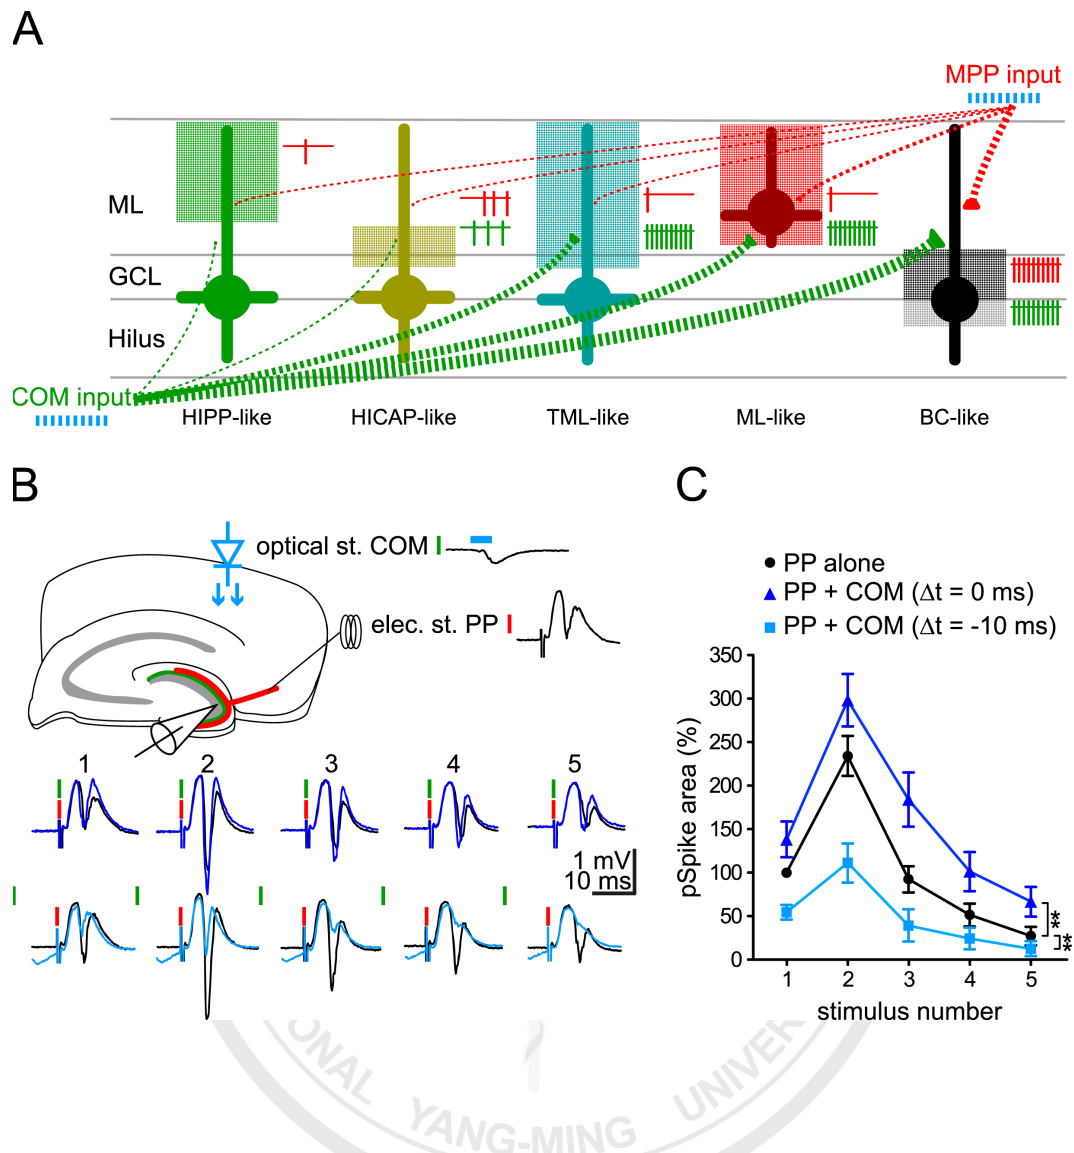 A
MPP input
ML
GCL
Hilus
COM input
HIPP-like
HICAP-like
TML-like
ML-like
BC-like
B
optical st. COM
elec. st. PP
1
2
3
4
5
1 mV
10 ms
C
PP alone
PP + COM (Δt = 0 ms)
PP + COM (Δt = -10 ms)
pSpike area (%)
350
300
250
200
150
100
50
0
**
**
1 2 3 4 5
stimulus number
ONAL YANG-MING UNIVER